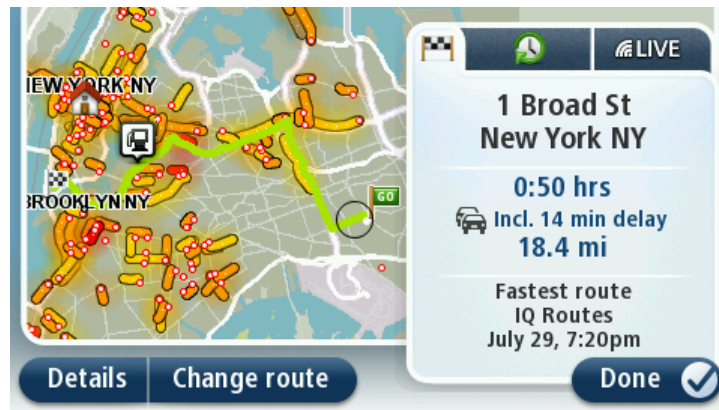 LIVE
1 Broad St
New York NY
0:50 hrs
Incl. 14 min delay
18.4 mi
Fastest route
IQ Routes
July 29, 7:20pm
NEW YORK NY
BROOKLYN NY
GO
Details
Change route
Done